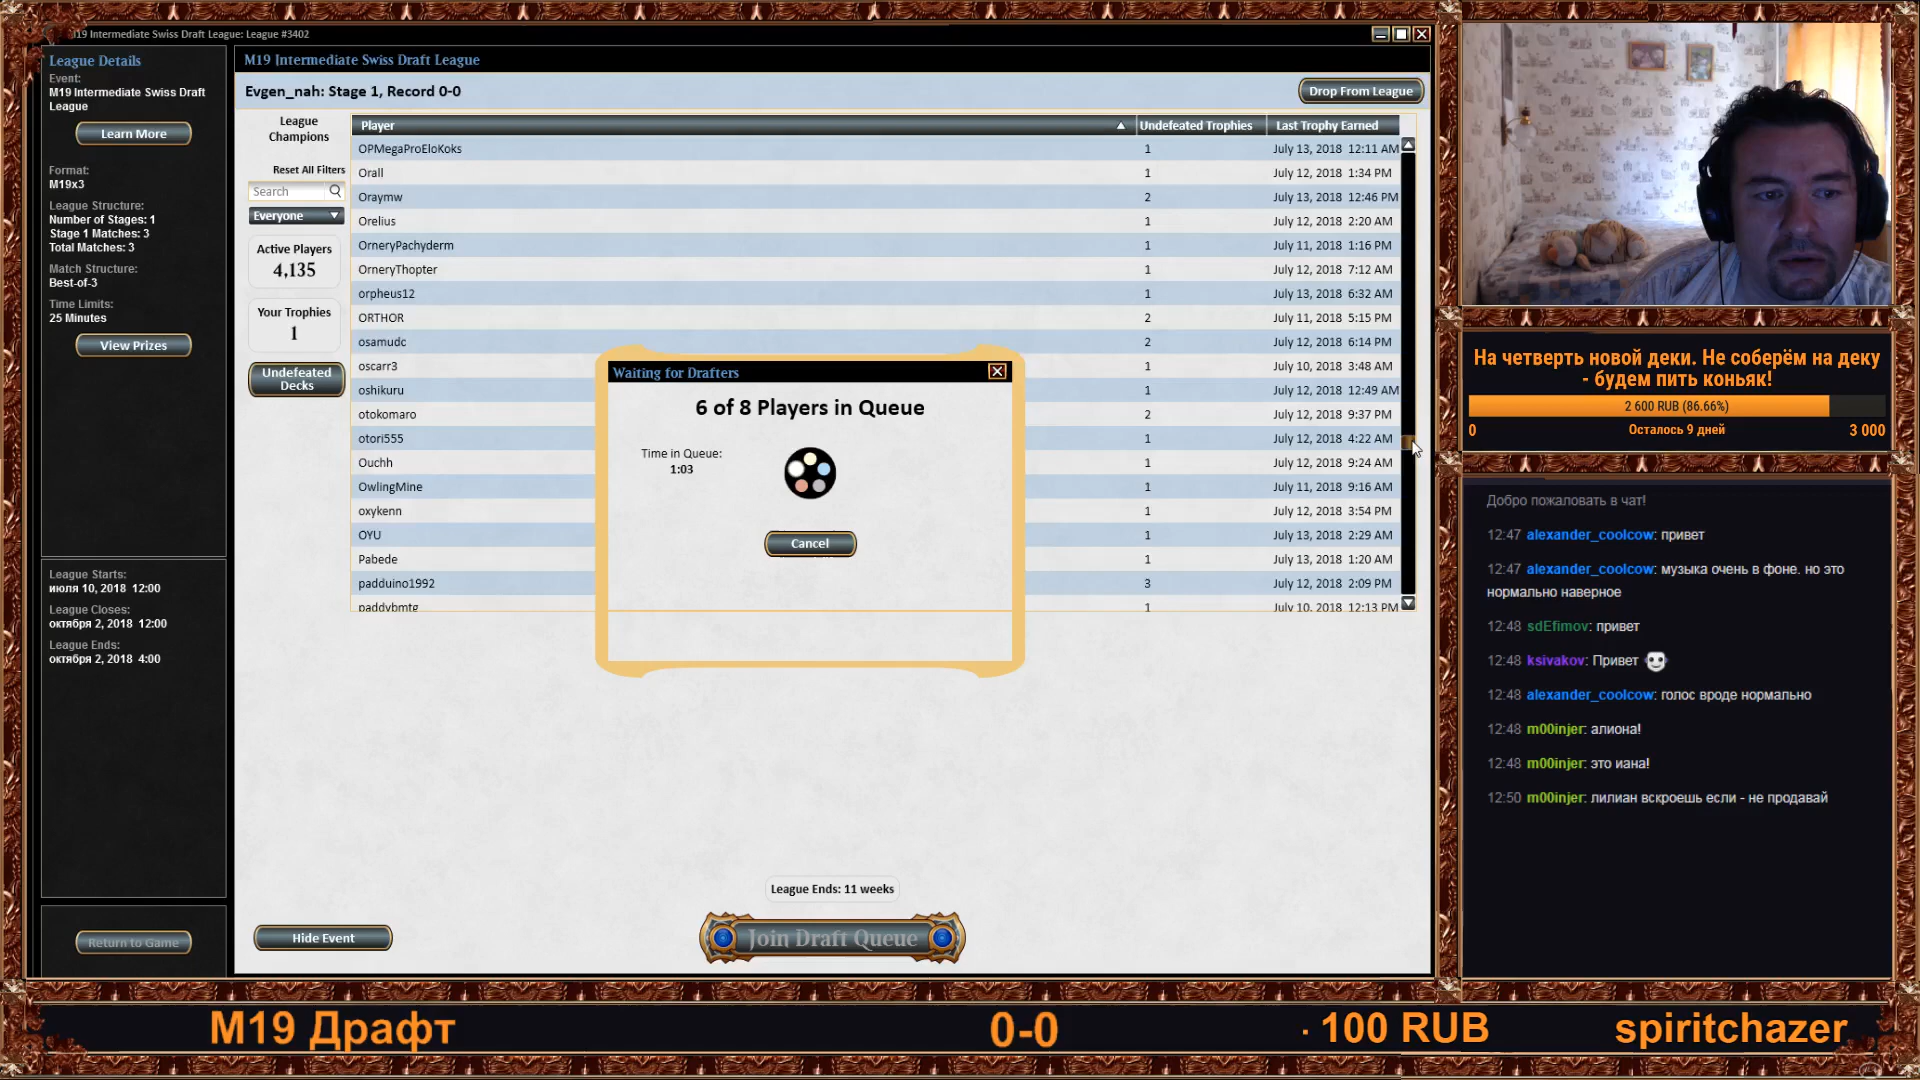 M19 Intermediate Swiss Draft League: League #3402
League Details
Event:
M19 Intermediate Swiss Draft
League
Learn More
Format:
M19x3
League Structure:
Number of Stages: 1
Stage 1 Matches: 3
Total Matches: 3
Match Structure:
Best-of-3
Time Limits:
25 Minutes
View Prizes
League Starts:
июля 10, 2018 12:00
League Closes:
октября 2, 2018 12:00
League Ends:
октября 2, 2018 4:00
Return to Game
M19 Intermediate Swiss Draft League
Evgen_nah: Stage 1, Record 0-0
Drop From League
League
Champions
Reset All Filters
Search
Everyone
Active Players
4,135
Your Trophies
1
Undefeated
Decks
Player Undefeated Trophies Last Trophy Earned
OPMegaProEloKoks 1 July 13, 2018 12:11 AM
Orall 1 July 12, 2018 1:34 PM
Oraymw 2 July 13, 2018 12:46 PM
Orelius 1 July 12, 2018 2:20 AM
OrneryPachyderm 1 July 11, 2018 1:16 PM
OrneryThopter 1 July 12, 2018 7:12 AM
orpheus12 1 July 13, 2018 6:32 AM
ORTHOR 2 July 11, 2018 5:15 PM
osamudc 2 July 12, 2018 6:14 PM
oscarr3 1 July 10, 2018 3:48 AM
oshikuru 1 July 12, 2018 12:49 AM
otokomaro 2 July 12, 2018 9:37 PM
otori555 1 July 12, 2018 4:22 AM
Ouchh 1 July 12, 2018 9:24 AM
OwlingMine 1 July 11, 2018 9:16 AM
oxykenn 1 July 12, 2018 3:54 PM
OYU 1 July 13, 2018 2:29 AM
Pabede 1 July 13, 2018 1:20 AM
padduino1992 3 July 12, 2018 2:09 PM
paddybmtg 1 July 10, 2018 12:13 PM
Waiting for Drafters
6 of 8 Players in Queue
Time in Queue:
1:03
Cancel
League Ends: 11 weeks
Hide Event
Join Draft Queue
На четверть новой деки. Не соберём на деку
- будем пить коньяк!
2 600 RUB (86.66%)
0 Осталось 9 дней 3 000
Добро пожаловать в чат!
12:47 alexander_coolcow: привет
12:47 alexander_coolcow: музыка очень в фоне. но это
нормально наверное
12:48 sdEfimov: привет
12:48 ksivakov: Привет
12:48 alexander_coolcow: голос вроде нормально
12:48 m00injer: алиона!
12:48 m00injer: это иана!
12:50 m00injer: лилиан вскроешь если - не продавай
М19 Драфт 0-0 · 100 RUB spiritchazer